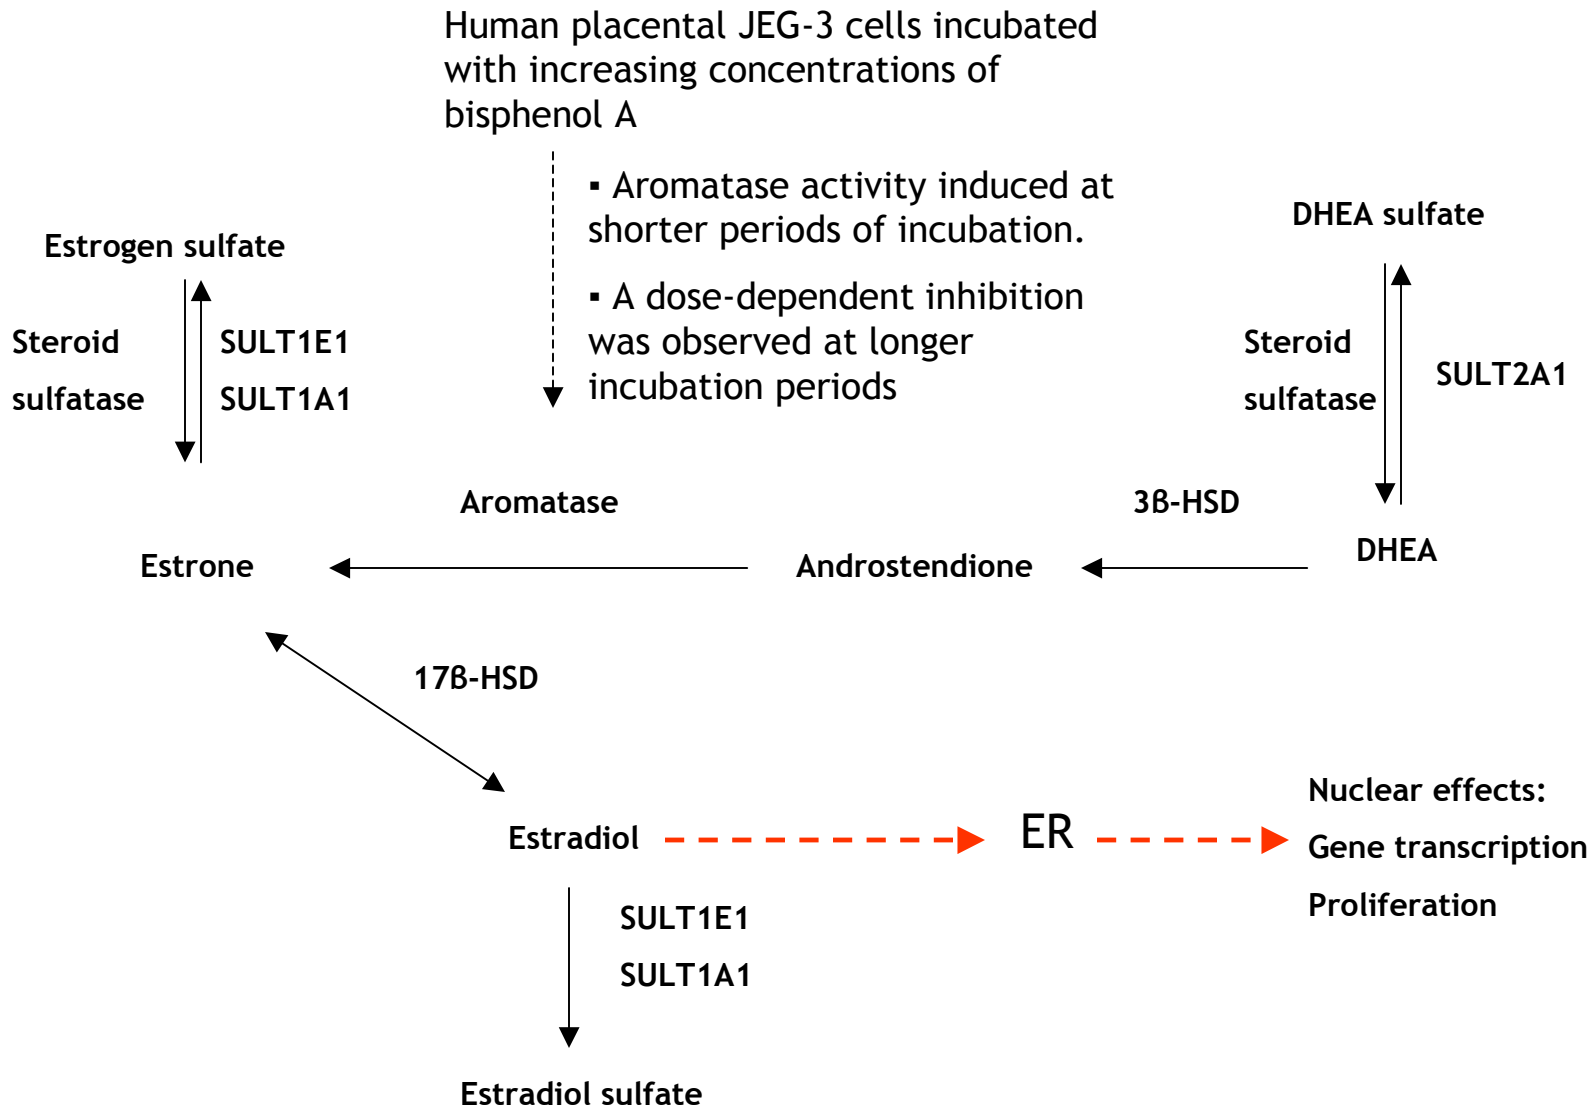 Human placental JEG-3 cells incubated
with increasing concentrations of
bisphenol A
▪ Aromatase activity induced at
shorter periods of incubation.
▪ A dose-dependent inhibition
was observed at longer
incubation periods
Estrogen sulfate
Steroid
sulfatase
SULT1E1
SULT1A1
DHEA sulfate
Steroid
sulfatase
SULT2A1
Aromatase
3ß-HSD
Estrone
Androstendione
DHEA
17ß-HSD
Estradiol
ER
Nuclear effects:
Gene transcription
Proliferation
SULT1E1
SULT1A1
Estradiol sulfate